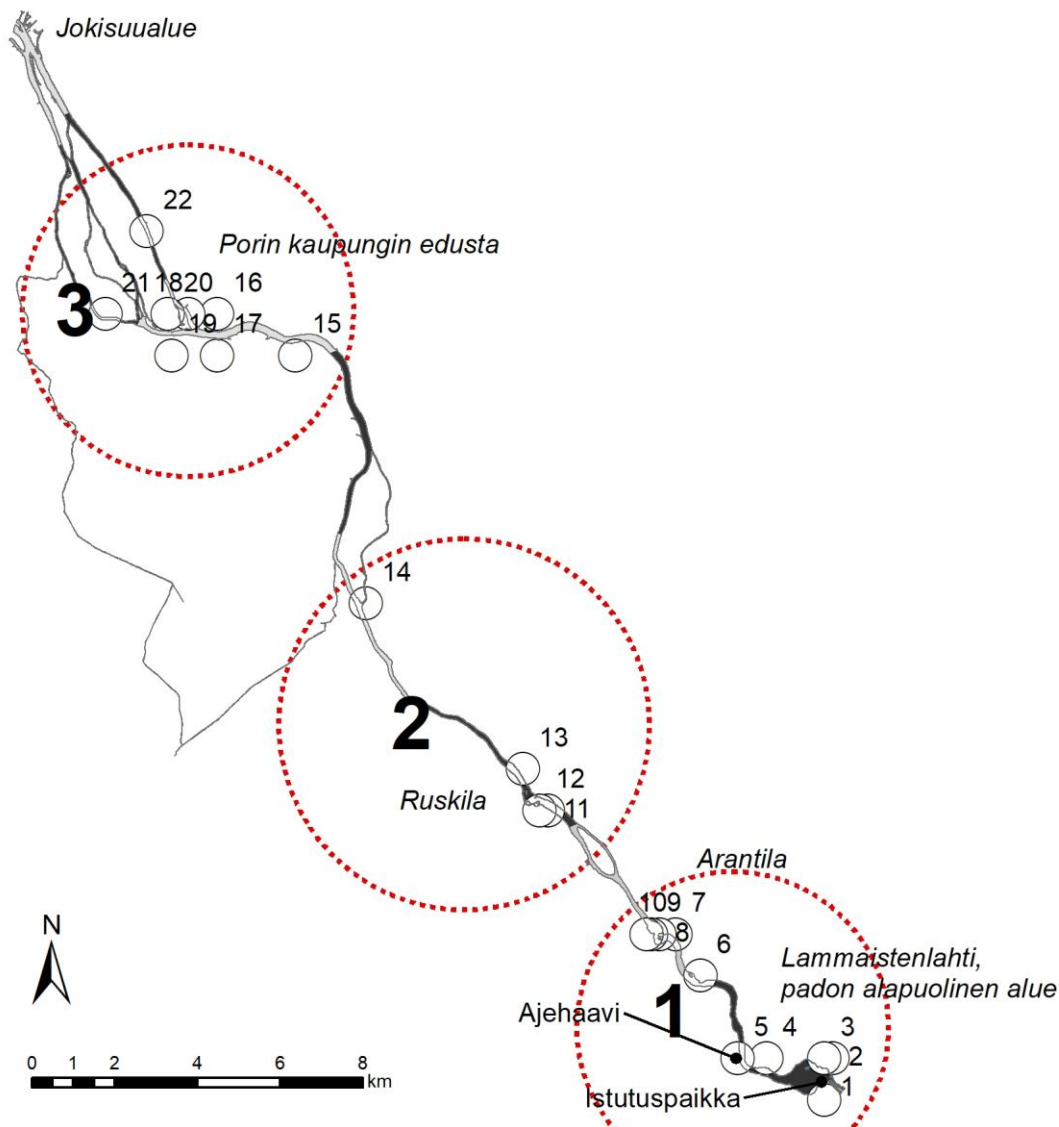 Jokisuualue
22
Porin kaupungin edusta
21 18 20 16
3
19 17 15
14
2
13
12
Ruskila
11
Arantila
10 9 7
8
6
Lammaistenlahti,
padon alapuolinen alue
1
Ajehaavi
5 4 3
2
Istutuspaikka
1
N
0 1 2 4 6 8
km